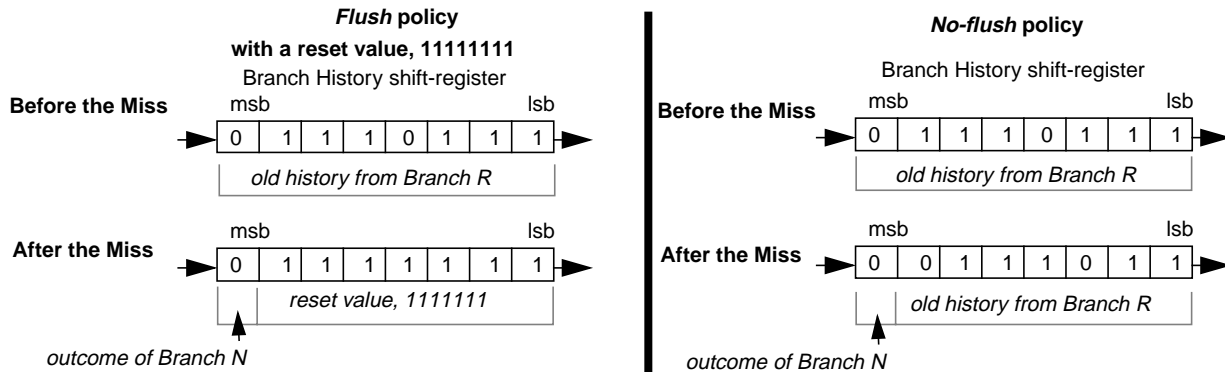 Flush policy
with a reset value, 11111111
Branch History shift-register
Before the Miss
msb lsb
0 1 1 1 0 1 1 1
old history from Branch R
After the Miss
msb lsb
0 1 1 1 1 1 1 1
reset value, 1111111
outcome of Branch N
No-flush policy
Branch History shift-register
Before the Miss
msb lsb
0 1 1 1 0 1 1 1
old history from Branch R
After the Miss
msb lsb
0 0 1 1 1 0 1 1
old history from Branch R
outcome of Branch N